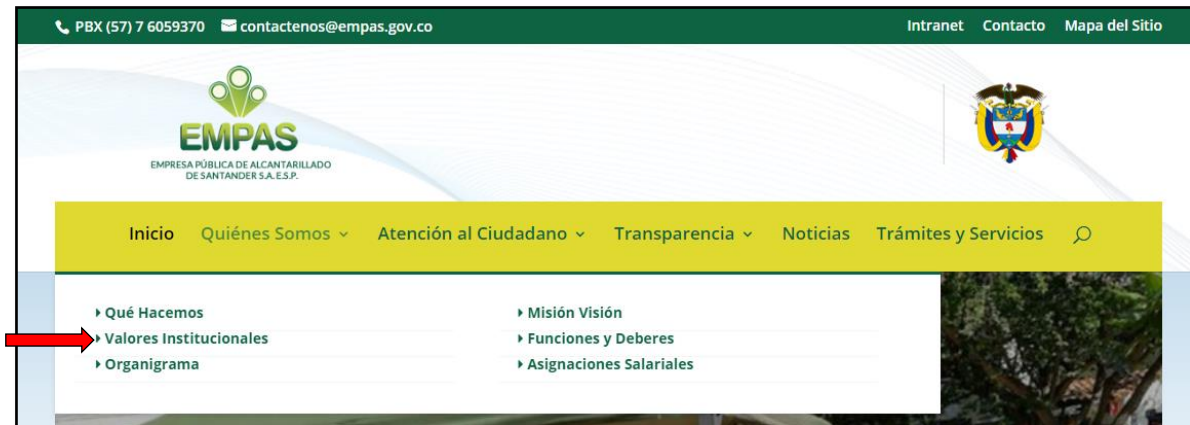 PBX (57) 7 6059370 contactenos@empas.gov.co Intranet Contacto Mapa del Sitio
EMPAS
EMPRESA PÚBLICA DE ALCANTARILLADO
DE SANTANDER S.A. E.S.P.
Inicio Quiénes Somos Atención al Ciudadano Transparencia Noticias Trámites y Servicios
Qué Hacemos Misión Visión
Valores Institucionales Funciones y Deberes
Organigrama Asignaciones Salariales